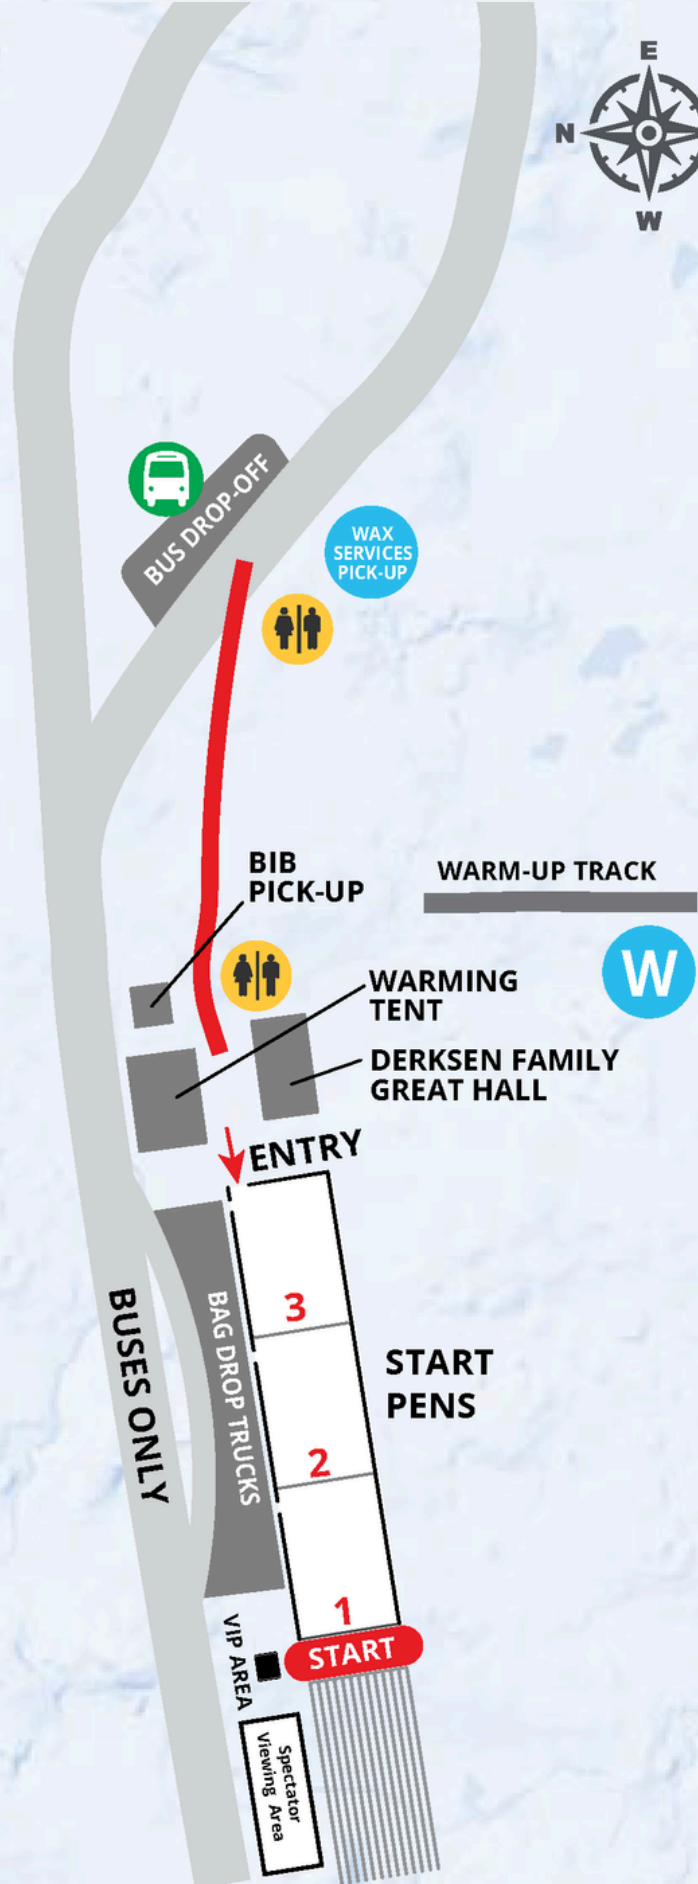 E
N
W
BUS DROP-OFF
WAX
SERVICES
PICK-UP
BIB
PICK-UP
WARM-UP TRACK
W
WARMING
TENT
DERKSEN FAMILY
GREAT HALL
ENTRY
3
BUSES ONLY
BAG DROP TRUCKS
START
PENS
2
1
VIP AREA
START
Spectator
Viewing Area